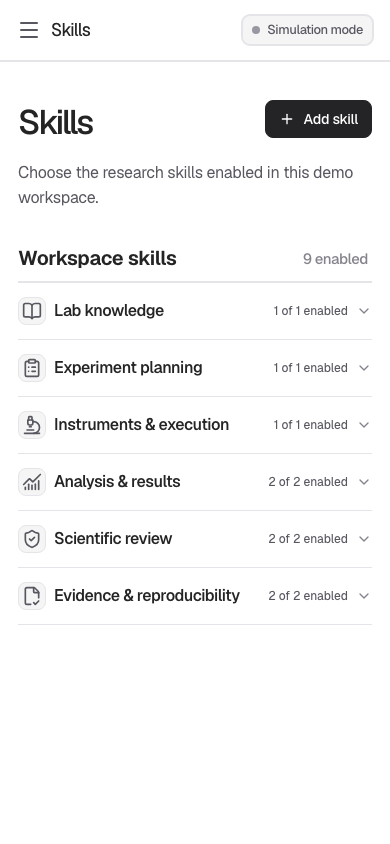 Skills
Simulation mode
Skills
Add skill
Choose the research skills enabled in this demo
workspace.
Workspace skills
9 enabled
Lab knowledge
1 of 1 enabled
Experiment planning
1 of 1 enabled
Instruments & execution
1 of 1 enabled
Analysis & results
2 of 2 enabled
Scientific review
2 of 2 enabled
Evidence & reproducibility
2 of 2 enabled